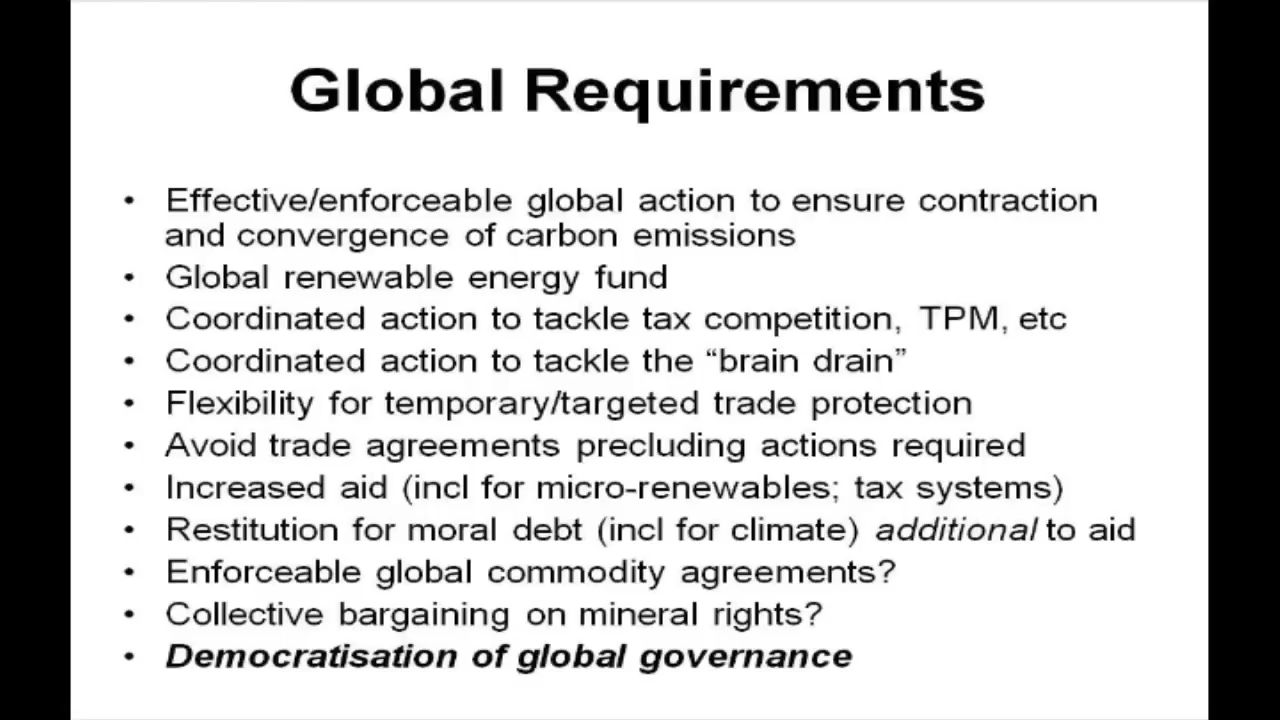 Global Requirements
• Effective/enforceable global action to ensure contraction
and convergence of carbon emissions
• Global renewable energy fund
• Coordinated action to tackle tax competition, TPM, etc
• Coordinated action to tackle the “brain drain”
• Flexibility for temporary/targeted trade protection
• Avoid trade agreements precluding actions required
• Increased aid (incl for micro-renewables; tax systems)
• Restitution for moral debt (incl for climate) additional to aid
• Enforceable global commodity agreements?
• Collective bargaining on mineral rights?
• Democratisation of global governance